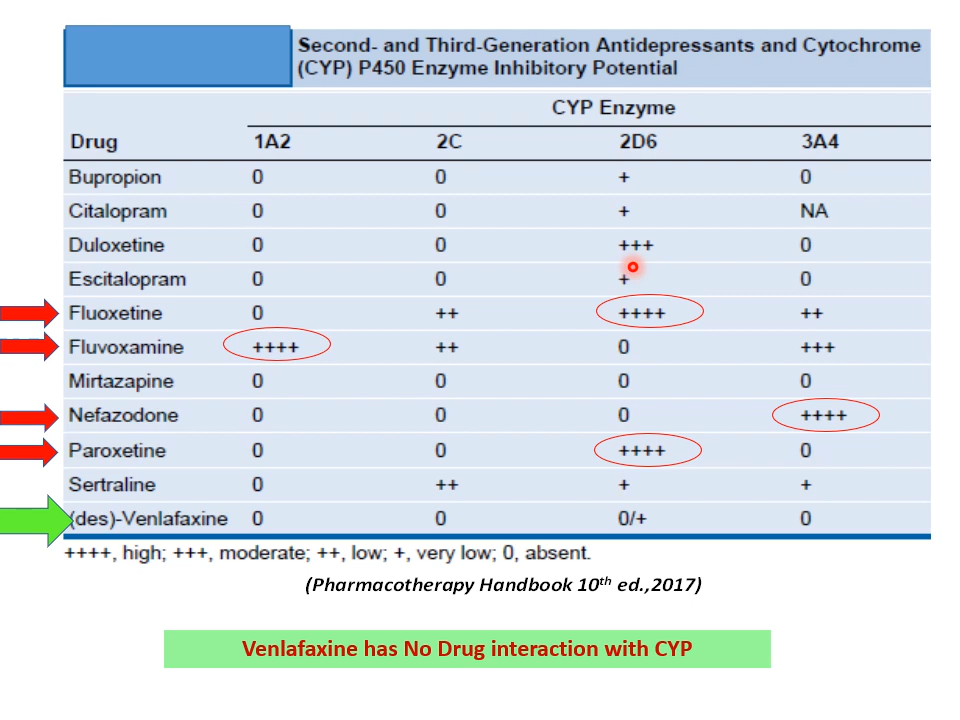 Second- and Third-Generation Antidepressants and Cytochrome
(CYP) P450 Enzyme Inhibitory Potential
CYP Enzyme
Drug 1A2 2C 2D6 3A4
Bupropion 0 0 + 0
Citalopram 0 0 + NA
Duloxetine 0 0 +++ 0
Escitalopram 0 0 + 0
Fluoxetine 0 ++ ++++ ++
Fluvoxamine ++++ ++ 0 +++
Mirtazapine 0 0 0 0
Nefazodone 0 0 0 ++++
Paroxetine 0 0 ++++ 0
Sertraline 0 ++ + +
(des)-Venlafaxine 0 0 0/+ 0
++++, high; +++, moderate; ++, low; +, very low; 0, absent.
(Pharmacotherapy Handbook 10th ed.,2017)
Venlafaxine has No Drug interaction with CYP